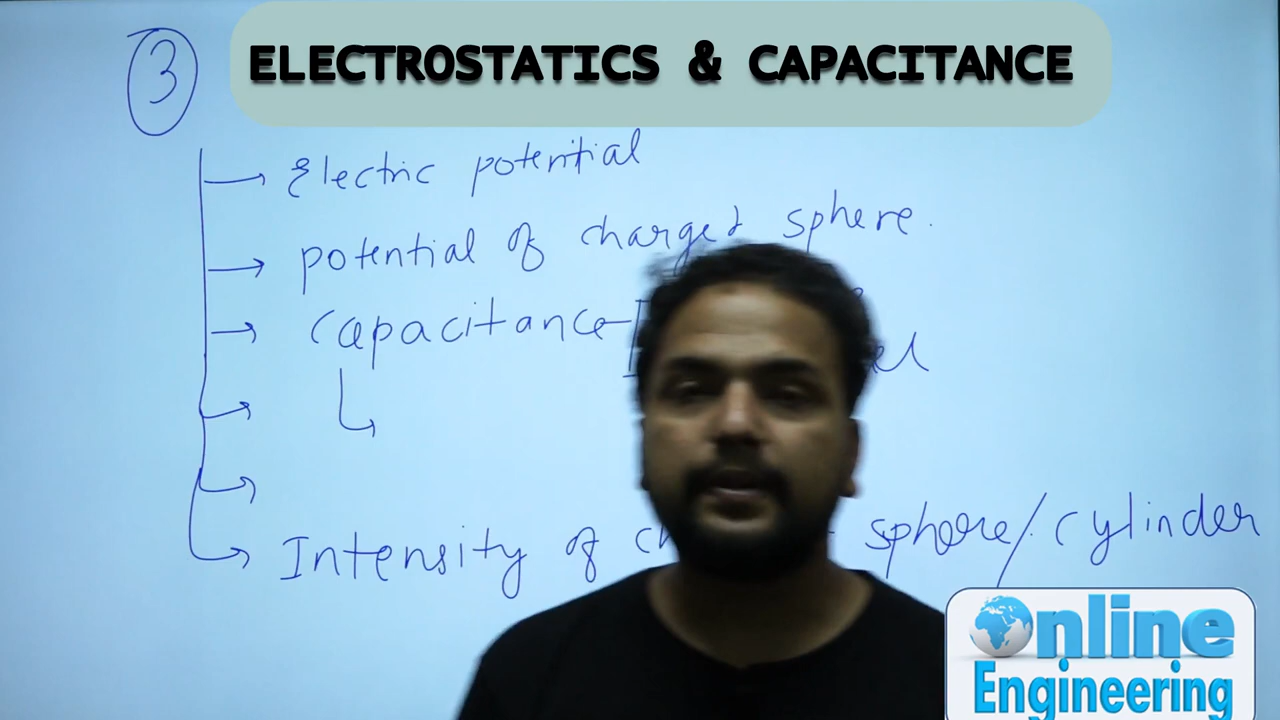 3
ELECTROSTATICS & CAPACITANCE
Electric potential
potential of charged sphere.
Capacitance
Intensity of sphere/cylinder
Online
Engineering